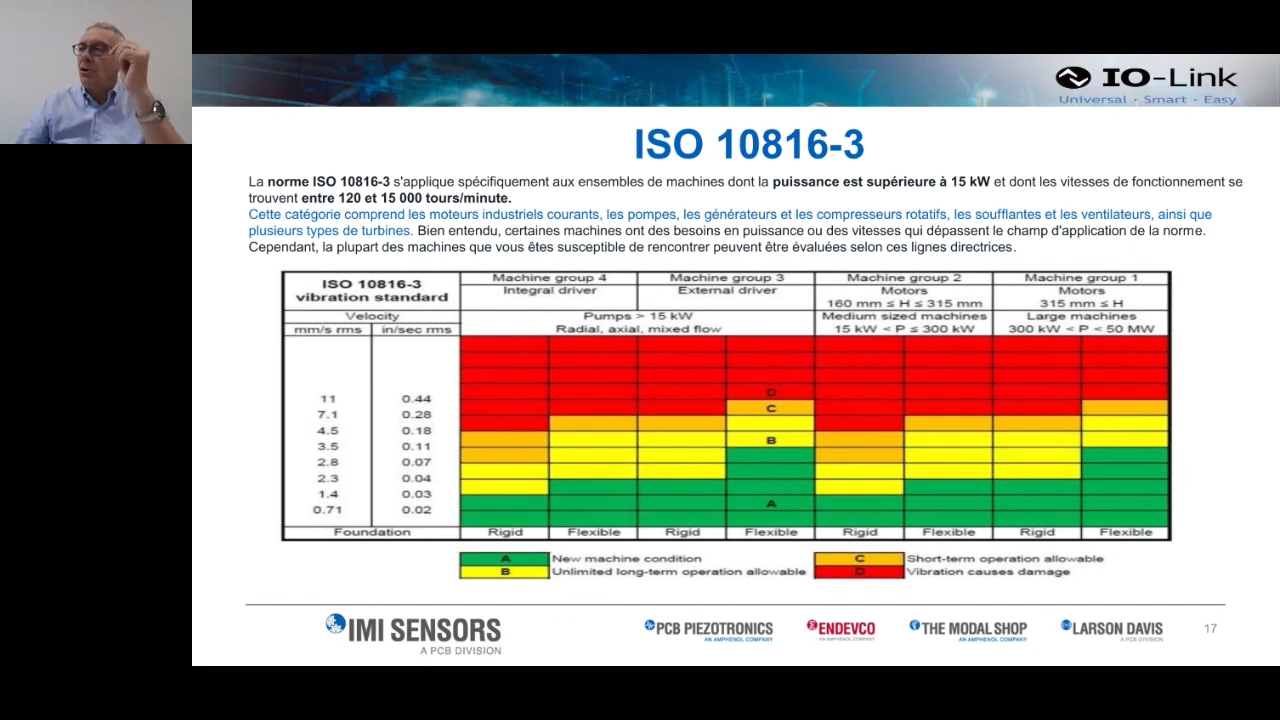 IO-Link
Universal · Smart · Easy
ISO 10816-3
La norme ISO 10816-3 s'applique spécifiquement aux ensembles de machines dont la puissance est supérieure à 15 kW et dont les vitesses de fonctionnement se
trouvent entre 120 et 15 000 tours/minute.
Cette catégorie comprend les moteurs industriels courants, les pompes, les générateurs et les compresseurs rotatifs, les soufflantes et les ventilateurs, ainsi que
plusieurs types de turbines. Bien entendu, certaines machines ont des besoins en puissance ou des vitesses qui dépassent le champ d'application de la norme.
Cependant, la plupart des machines que vous êtes susceptible de rencontrer peuvent être évaluées selon ces lignes directrices.
ISO 10816-3
vibration standard
Machine group 4 Machine group 3 Machine group 2 Machine group 1
Integral driver External driver Motors Motors
160 mm ≤ H ≤ 315 mm 315 mm ≤ H
Velocity Pumps > 15 kW Medium sized machines Large machines
mm/s rms in/sec rms Radial, axial, mixed flow 15 kW < P ≤ 300 kW 300 kW < P < 50 MW
D
11 0.44
C
7.1 0.28
4.5 0.18
B
3.5 0.11
2.8 0.07
2.3 0.04
1.4 0.03
A
0.71 0.02
Foundation Rigid Flexible Rigid Flexible Rigid Flexible Rigid Flexible
A New machine condition C Short-term operation allowable
B Unlimited long-term operation allowable D Vibration causes damage
IMI SENSORS
A PCB DIVISION
PCB PIEZOTRONICS
AN AMPHENOL COMPANY
ENDEVCO
AN AMPHENOL COMPANY
THE MODAL SHOP
AN AMPHENOL COMPANY
LARSON DAVIS
A PCB DIVISION
17